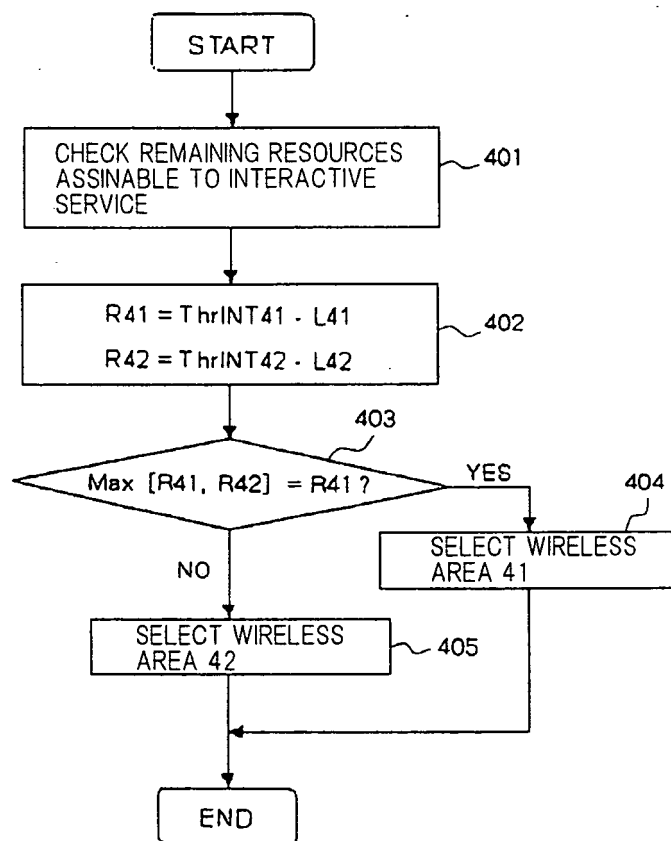 START
CHECK REMAINING RESOURCES
ASSINABLE TO INTERACTIVE
SERVICE
401
R41 = ThrINT41 - L41
R42 = ThrINT42 - L42
402
403
Max [R41, R42] = R41 ?
YES
404
SELECT WIRELESS
AREA 41
NO
SELECT WIRELESS
AREA 42
405
END